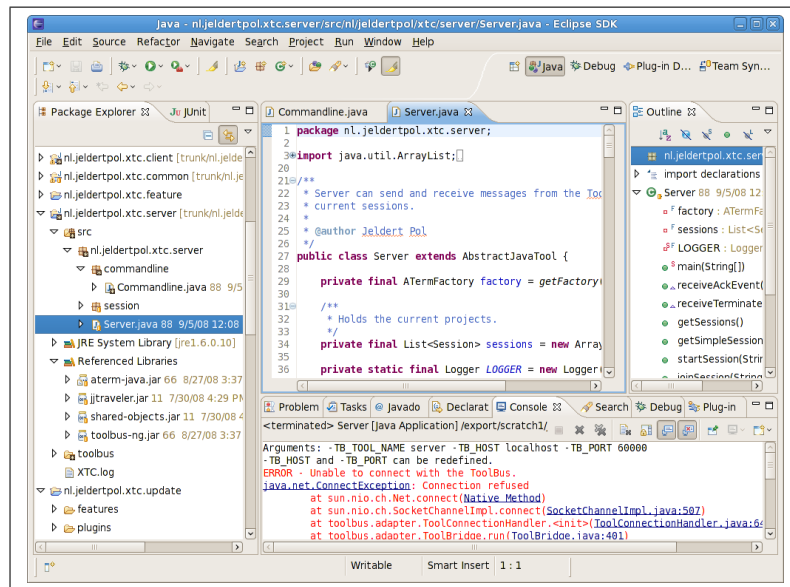 Java - nl.jeldertpol.xtc.server/src/nl/jeldertpol/xtc/server/Server.java - Eclipse SDK
File Edit Source Refactor Navigate Search Project Run Window Help
Java Debug Plug-in D... Team Syn...
Package Explorer Ju JUnit
nl.jeldertpol.xtc.client [trunk/nl.jelde
nl.jeldertpol.xtc.common [trunk/nl.je
nl.jeldertpol.xtc.feature
nl.jeldertpol.xtc.server [trunk/nl.jelde
src
nl.jeldertpol.xtc.server
commandline
Commandline.java 88 9/5
session
Server.java 88 9/5/08 12:08
JRE System Library [jre1.6.0.10]
Referenced Libraries
aterm-java.jar 66 8/27/08 3:37
jjtraveler.jar 11 7/30/08 4:29 PM
shared-objects.jar 11 7/30/08 4
toolbus-ng.jar 66 8/27/08 3:37
toolbus
XTC.log
nl.jeldertpol.xtc.update
features
plugins
Commandline.java Server.java
1 package nl.jeldertpol.xtc.server;
2
3 import java.util.ArrayList;
20
21 /**
22 * Server can send and receive messages from the Too
23 * current sessions.
24 *
25 * @author Jeldert Pol
26 */
27 public class Server extends AbstractJavaTool {
28
29 private final ATermFactory factory = getFactory(
30
31 /**
32 * Holds the current projects.
33 */
34 private final List<Session> sessions = new Array
35
36 private static final Logger LOGGER = new Logger(
Outline
nl.jeldertpol.xtc.ser
import declarations
Server 88 9/5/08 12
factory : ATermFa
sessions : List<Se
LOGGER : Logger
main(String[])
receiveAckEvent(
receiveTerminate
getSessions()
getSimpleSession
startSession(Strin
joinSession(String
Problem Tasks Javado Declarat Console Search Debug Plug-in
<terminated> Server [Java Application] /export/scratch1/
Arguments: -TB_TOOL_NAME server -TB_HOST localhost -TB_PORT 60000
-TB_HOST and -TB_PORT can be redefined.
ERROR - Unable to connect with the ToolBus.
java.net.ConnectException: Connection refused
at sun.nio.ch.Net.connect(Native Method)
at sun.nio.ch.SocketChannelImpl.connect(SocketChannelImpl.java:507)
at toolbus.adapter.ToolConnectionHandler.<init>(ToolConnectionHandler.java:64
at toolbus.adapter.ToolBridge.run(ToolBridge.java:401)
Writable Smart Insert 1 : 1